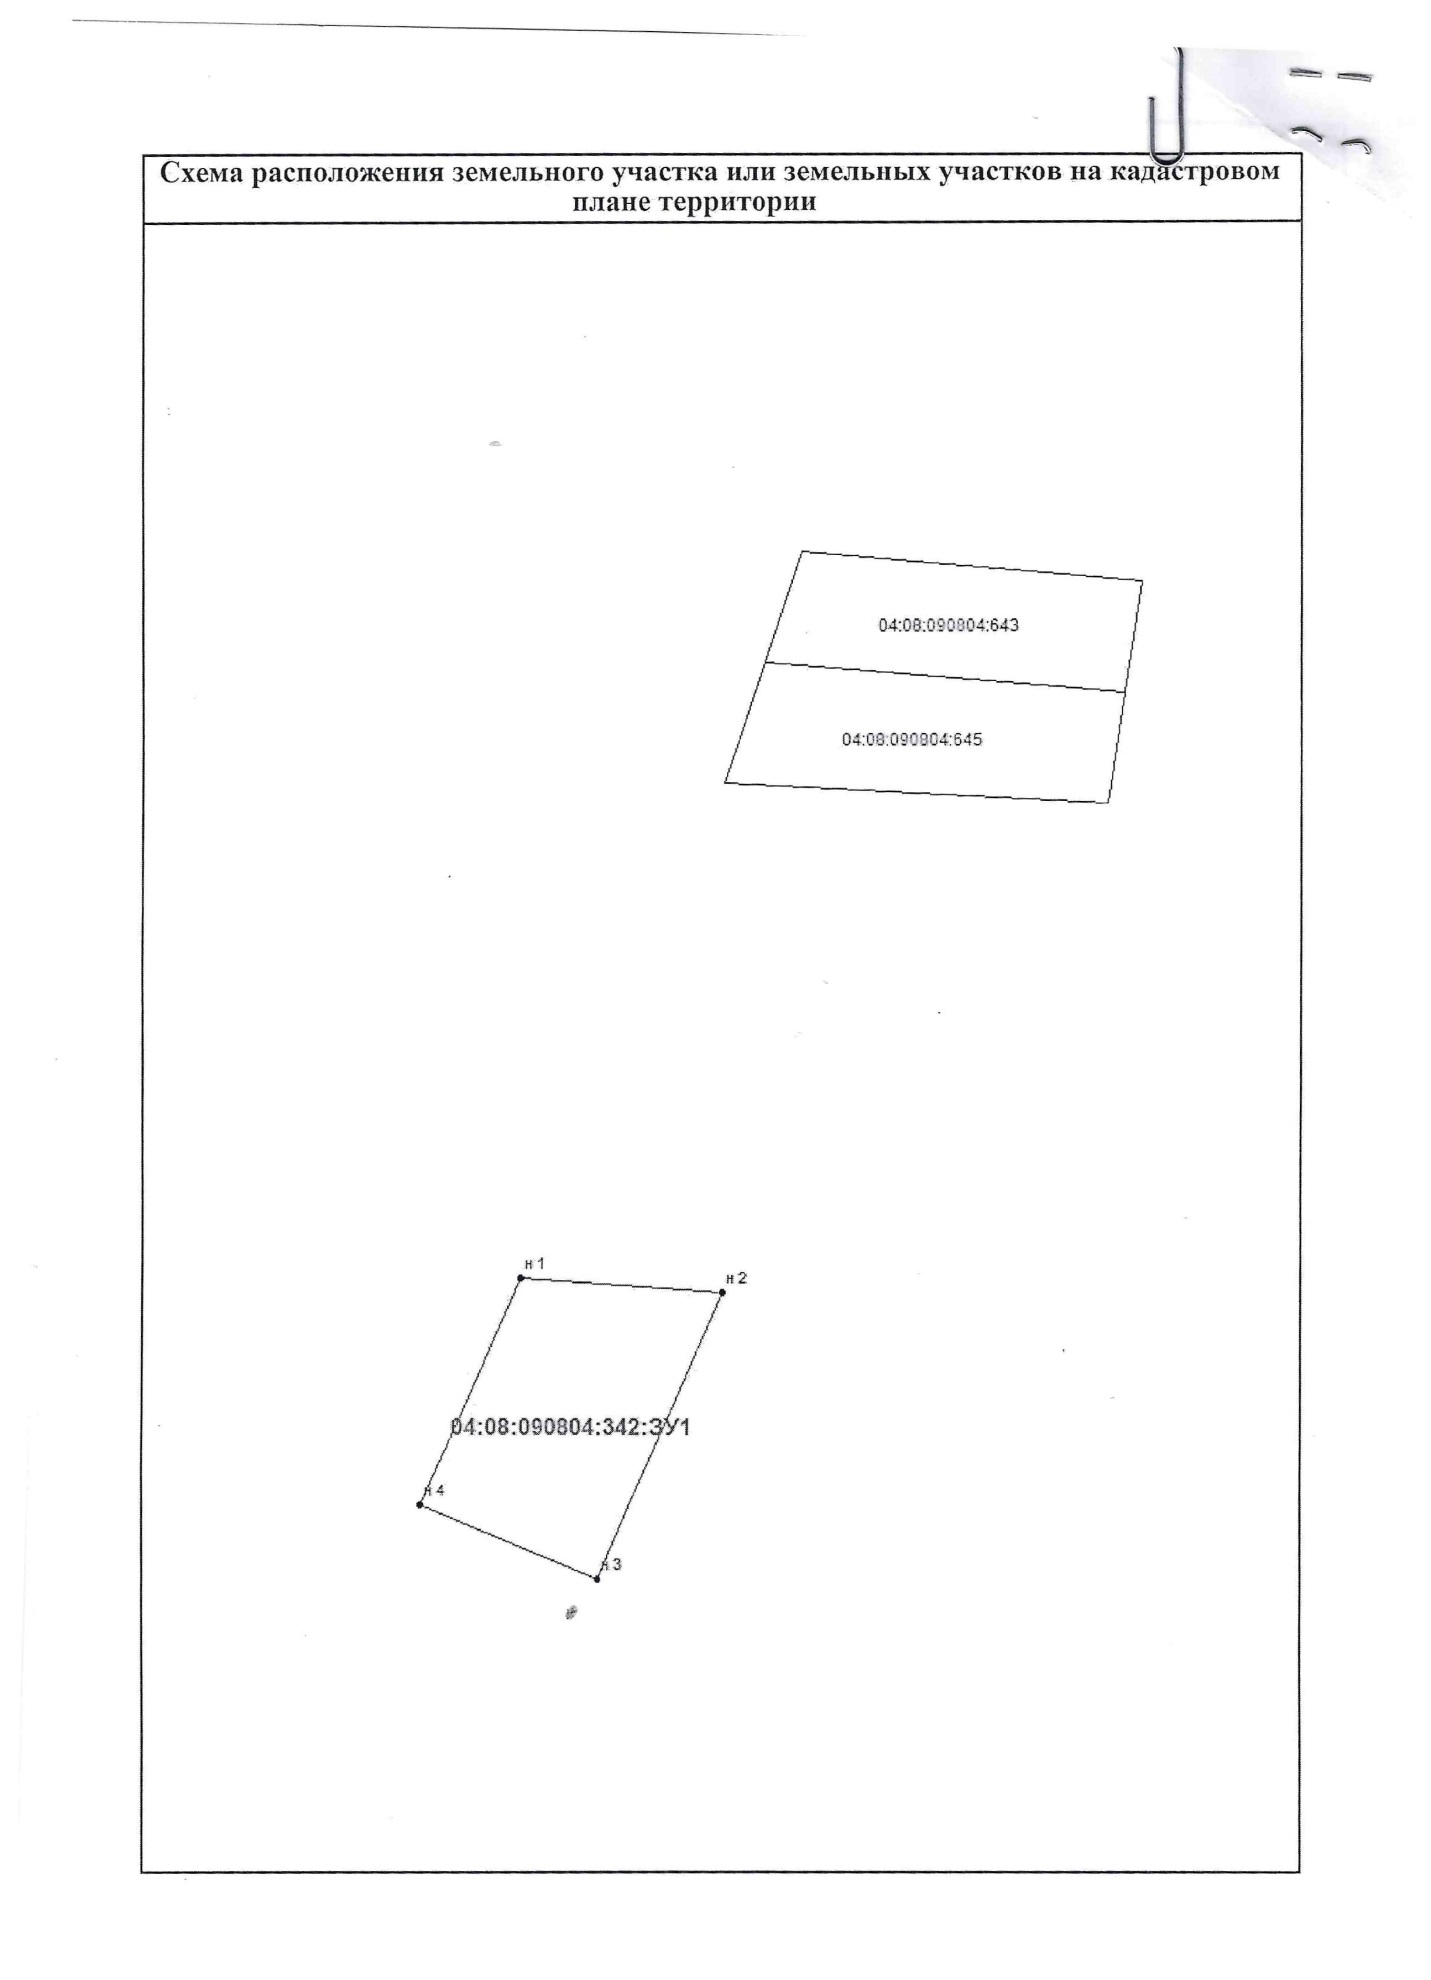 Схема расположения земельного участка или земельных участков на кадастровом
плане территории
04:08:090804:643
04:08:090804:645
н 1
н 2
04:08:090804:342:ЗУ1
н 4
н 3